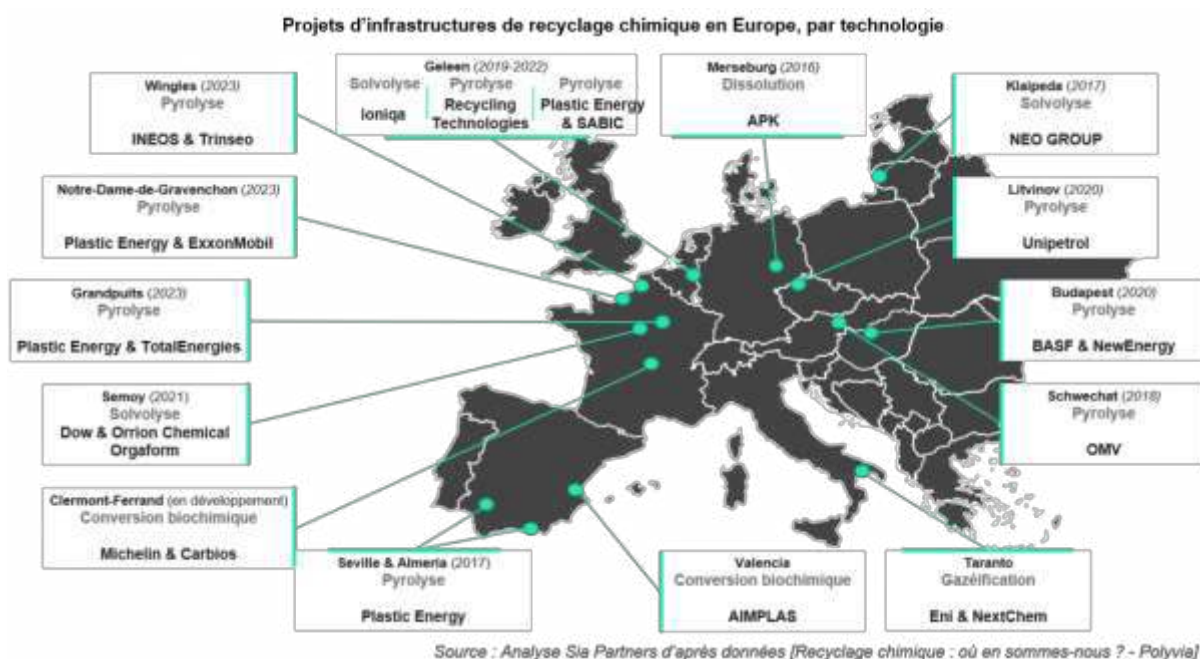 Projets d'infrastructures de recyclage chimique en Europe, par technologie
Wingles (2023)
Pyrolyse
INEOS & Trinseo
Geleen (2019-2022)
Solvolyse
Ioniqa
Pyrolyse
Recycling
Technologies
Pyrolyse
Plastic Energy
& SABIC
Merseburg (2016)
Dissolution
APK
Klaipeda (2017)
Solvolyse
NEO GROUP
Notre-Dame-de-Gravenchon (2023)
Pyrolyse
Plastic Energy & ExxonMobil
Litvinov (2020)
Pyrolyse
Unipetrol
Grandpuits (2023)
Pyrolyse
Plastic Energy & TotalEnergies
Budapest (2020)
Pyrolyse
BASF & NewEnergy
Semoy (2021)
Solvolyse
Dow & Orrion Chemical
Orgaform
Schwechat (2018)
Pyrolyse
OMV
Clermont-Ferrand (en développement)
Conversion biochimique
Michelin & Carbios
Seville & Almeria (2017)
Pyrolyse
Plastic Energy
Valencia
Conversion biochimique
AIMPLAS
Taranto
Gazéification
Eni & NextChem
Source : Analyse Sia Partners d'après données [Recyclage chimique : où en sommes-nous ? - Polyvia]